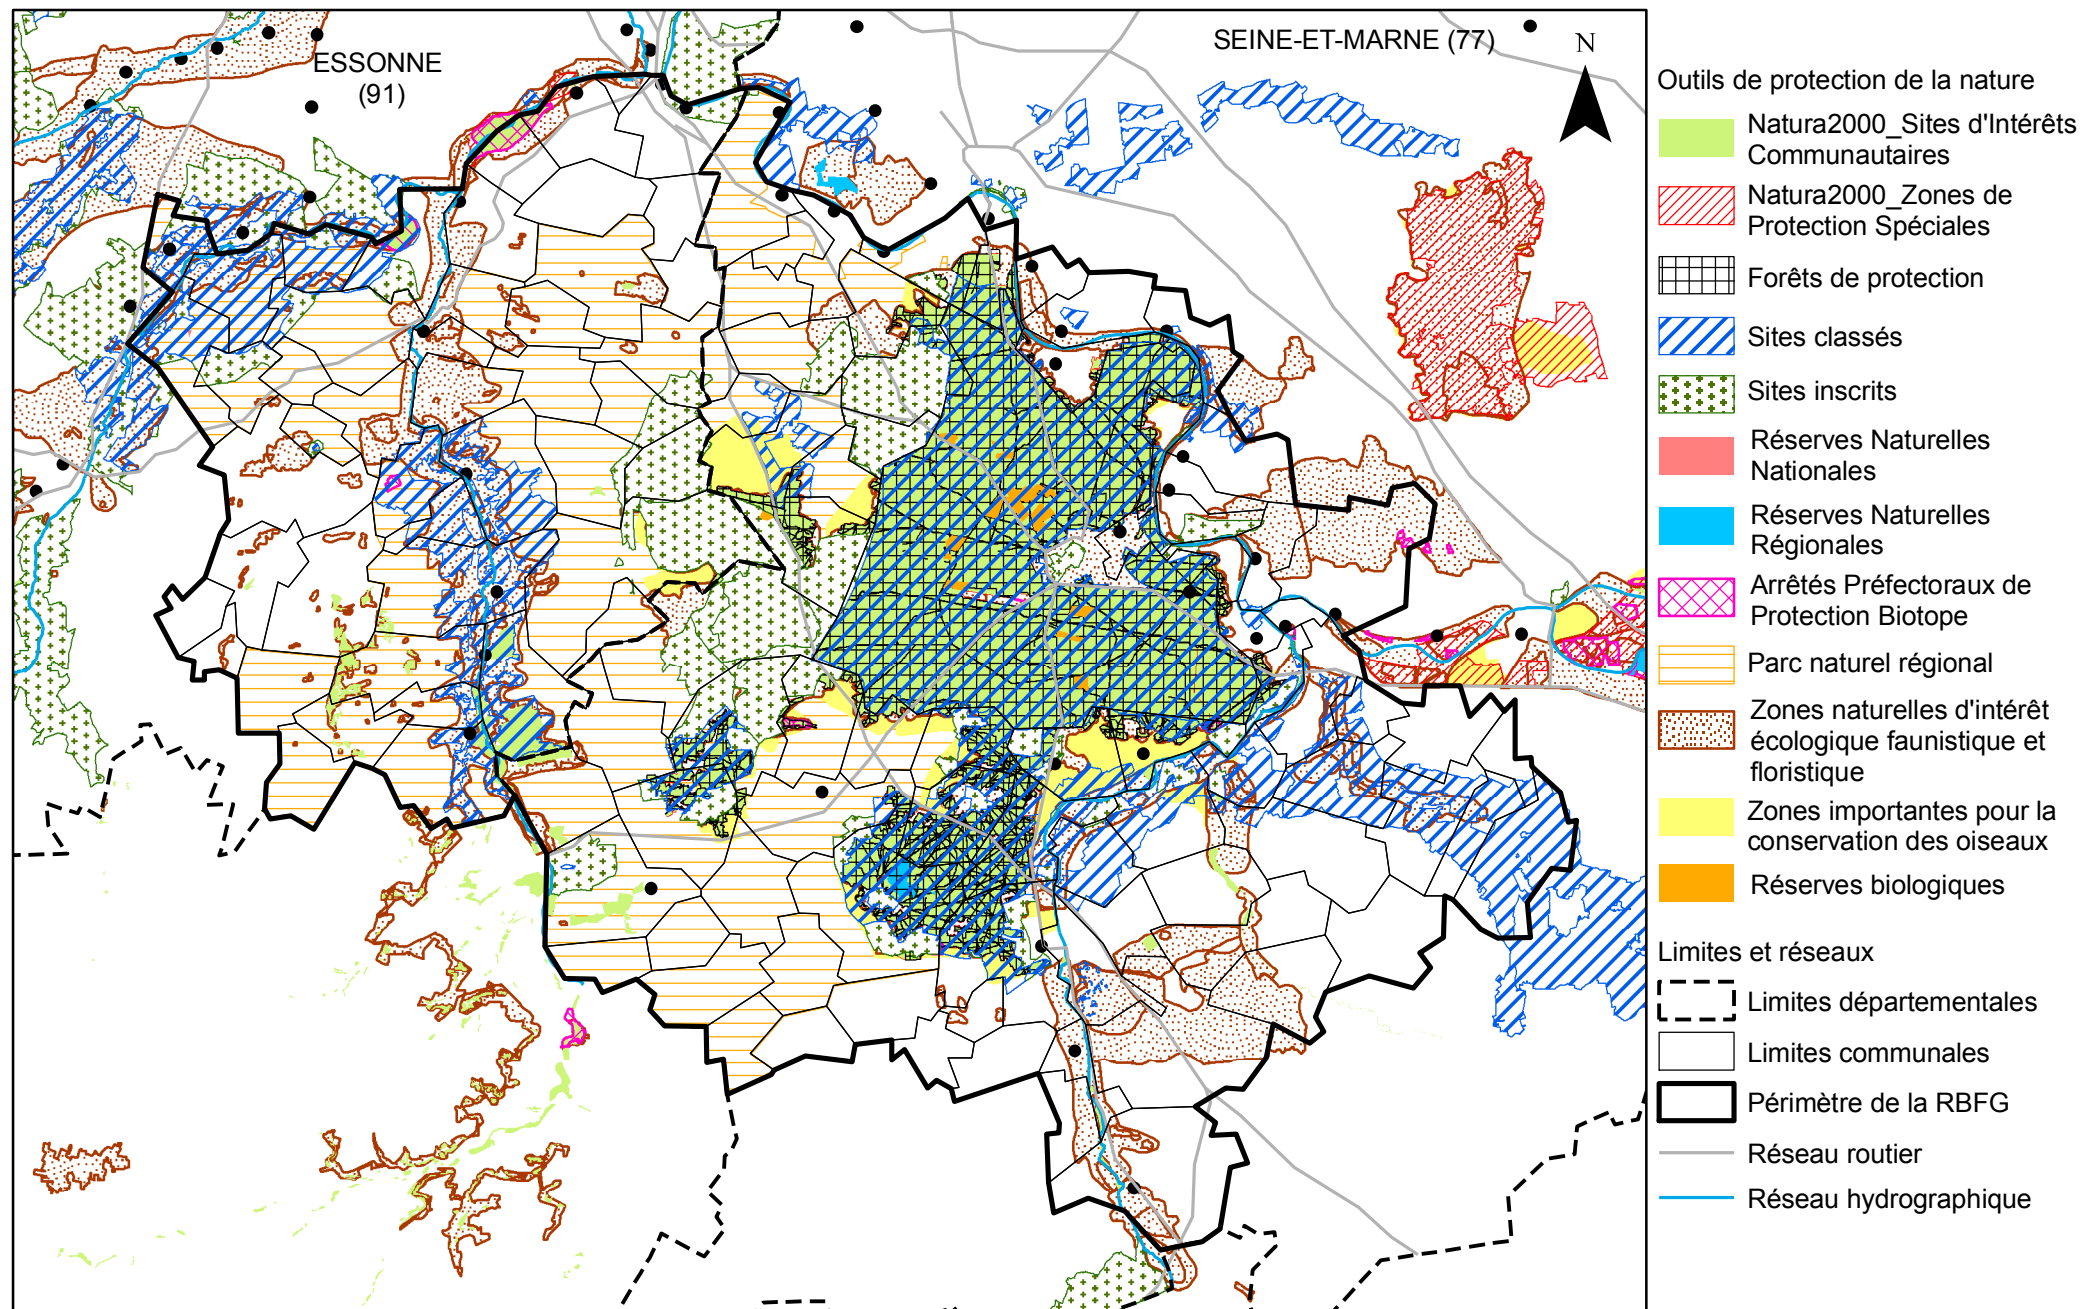 ESSONNE
(91)
SEINE-ET-MARNE (77)
N
Outils de protection de la nature
Natura2000_Sites d'Intérêts
Communautaires
Natura2000_Zones de
Protection Spéciales
Forêts de protection
Sites classés
Sites inscrits
Réserves Naturelles
Nationales
Réserves Naturelles
Régionales
Arrêtés Préfectoraux de
Protection Biotope
Parc naturel régional
Zones naturelles d'intérêt
écologique faunistique et
floristique
Zones importantes pour la
conservation des oiseaux
Réserves biologiques
Limites et réseaux
Limites départementales
Limites communales
Périmètre de la RBFG
Réseau routier
Réseau hydrographique